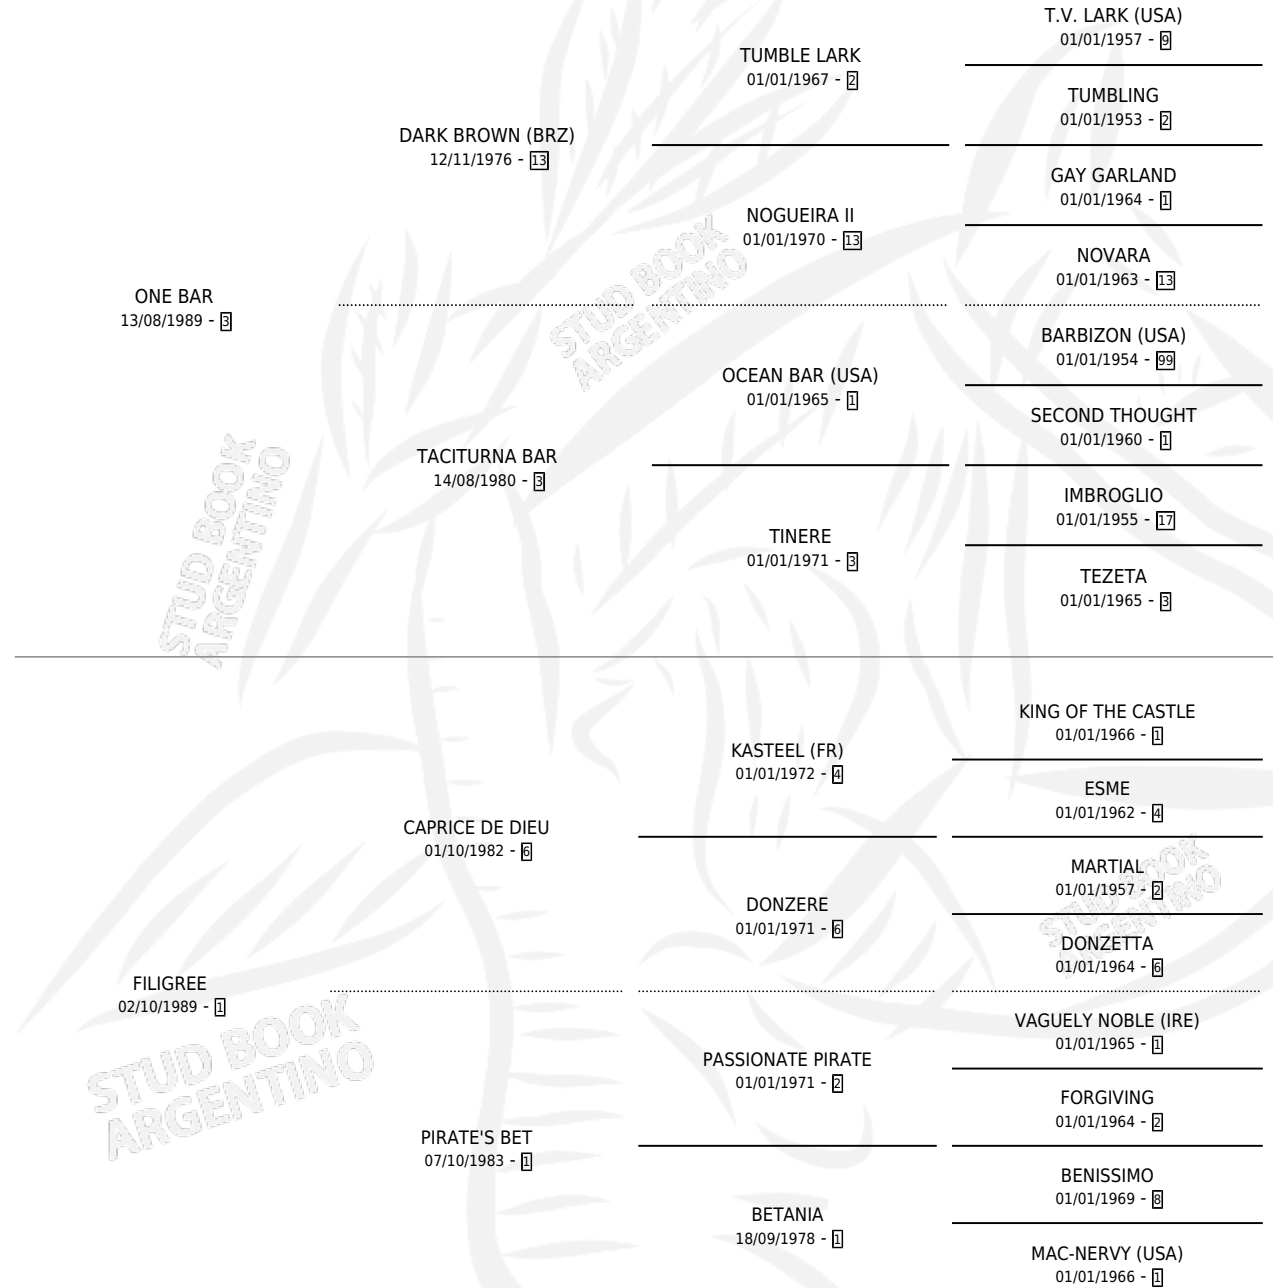 T.V. LARK (USA)
01/01/1957 - 9
TUMBLE LARK
01/01/1967 - 2
TUMBLING
01/01/1953 - 2
DARK BROWN (BRZ)
12/11/1976 - 13
GAY GARLAND
01/01/1964 - 1
NOGUEIRA II
01/01/1970 - 13
NOVARA
01/01/1963 - 13
ONE BAR
13/08/1989 - 3
BARBIZON (USA)
01/01/1954 - 99
OCEAN BAR (USA)
01/01/1965 - 1
SECOND THOUGHT
01/01/1960 - 1
TACITURNA BAR
14/08/1980 - 3
IMBROGLIO
01/01/1955 - 17
TINERE
01/01/1971 - 3
TEZETA
01/01/1965 - 3
KING OF THE CASTLE
01/01/1966 - 1
KASTEEL (FR)
01/01/1972 - 4
ESME
01/01/1962 - 4
CAPRICE DE DIEU
01/10/1982 - 6
MARTIAL
01/01/1957 - 2
DONZERE
01/01/1971 - 6
DONZETTA
01/01/1964 - 6
FILIGREE
02/10/1989 - 1
VAGUELY NOBLE (IRE)
01/01/1965 - 1
PASSIONATE PIRATE
01/01/1971 - 2
FORGIVING
01/01/1964 - 2
PIRATE'S BET
07/10/1983 - 1
BENISSIMO
01/01/1969 - 8
BETANIA
18/09/1978 - 1
MAC-NERVY (USA)
01/01/1966 - 1
STUD BOOK
ARGENTINO
STUD BOOK
ARGENTINO
STUD BOOK
ARGENTINO
STUD BOOK
ARGENTINO